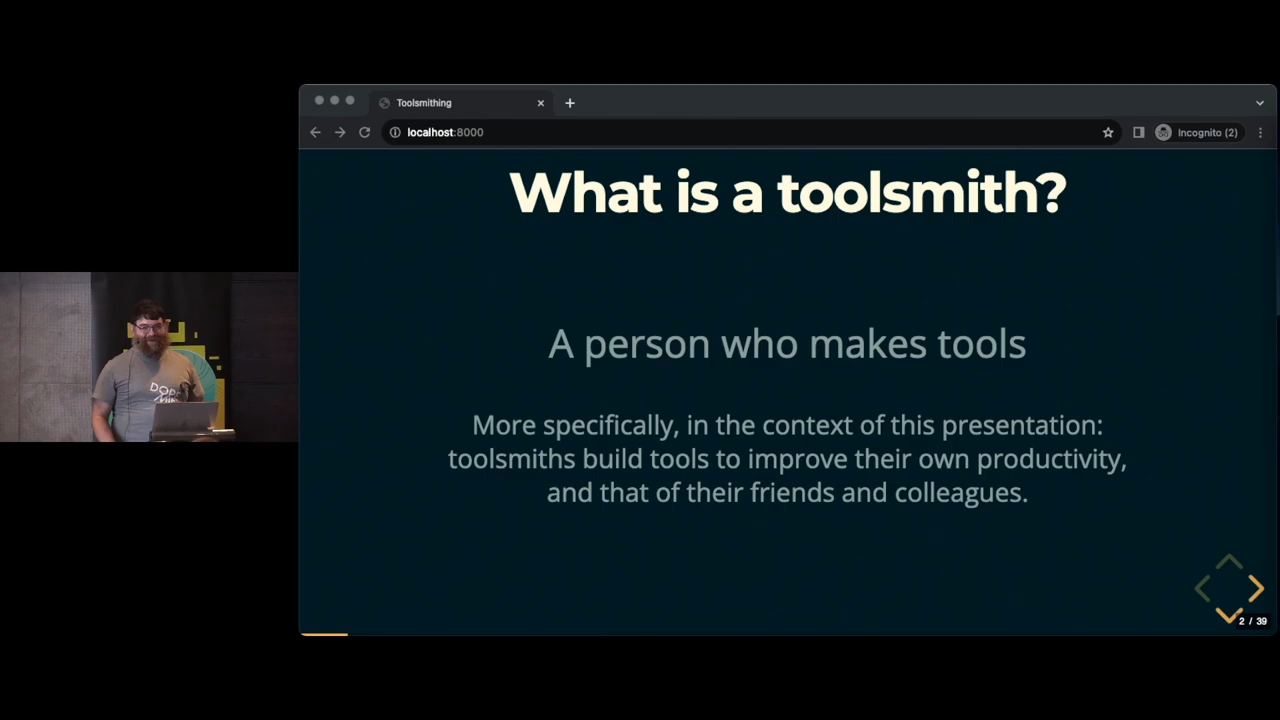 Toolsmithing
localhost:8000
Incognito (2)
What is a toolsmith?
A person who makes tools
More specifically, in the context of this presentation:
toolsmiths build tools to improve their own productivity,
and that of their friends and colleagues.
2 / 39